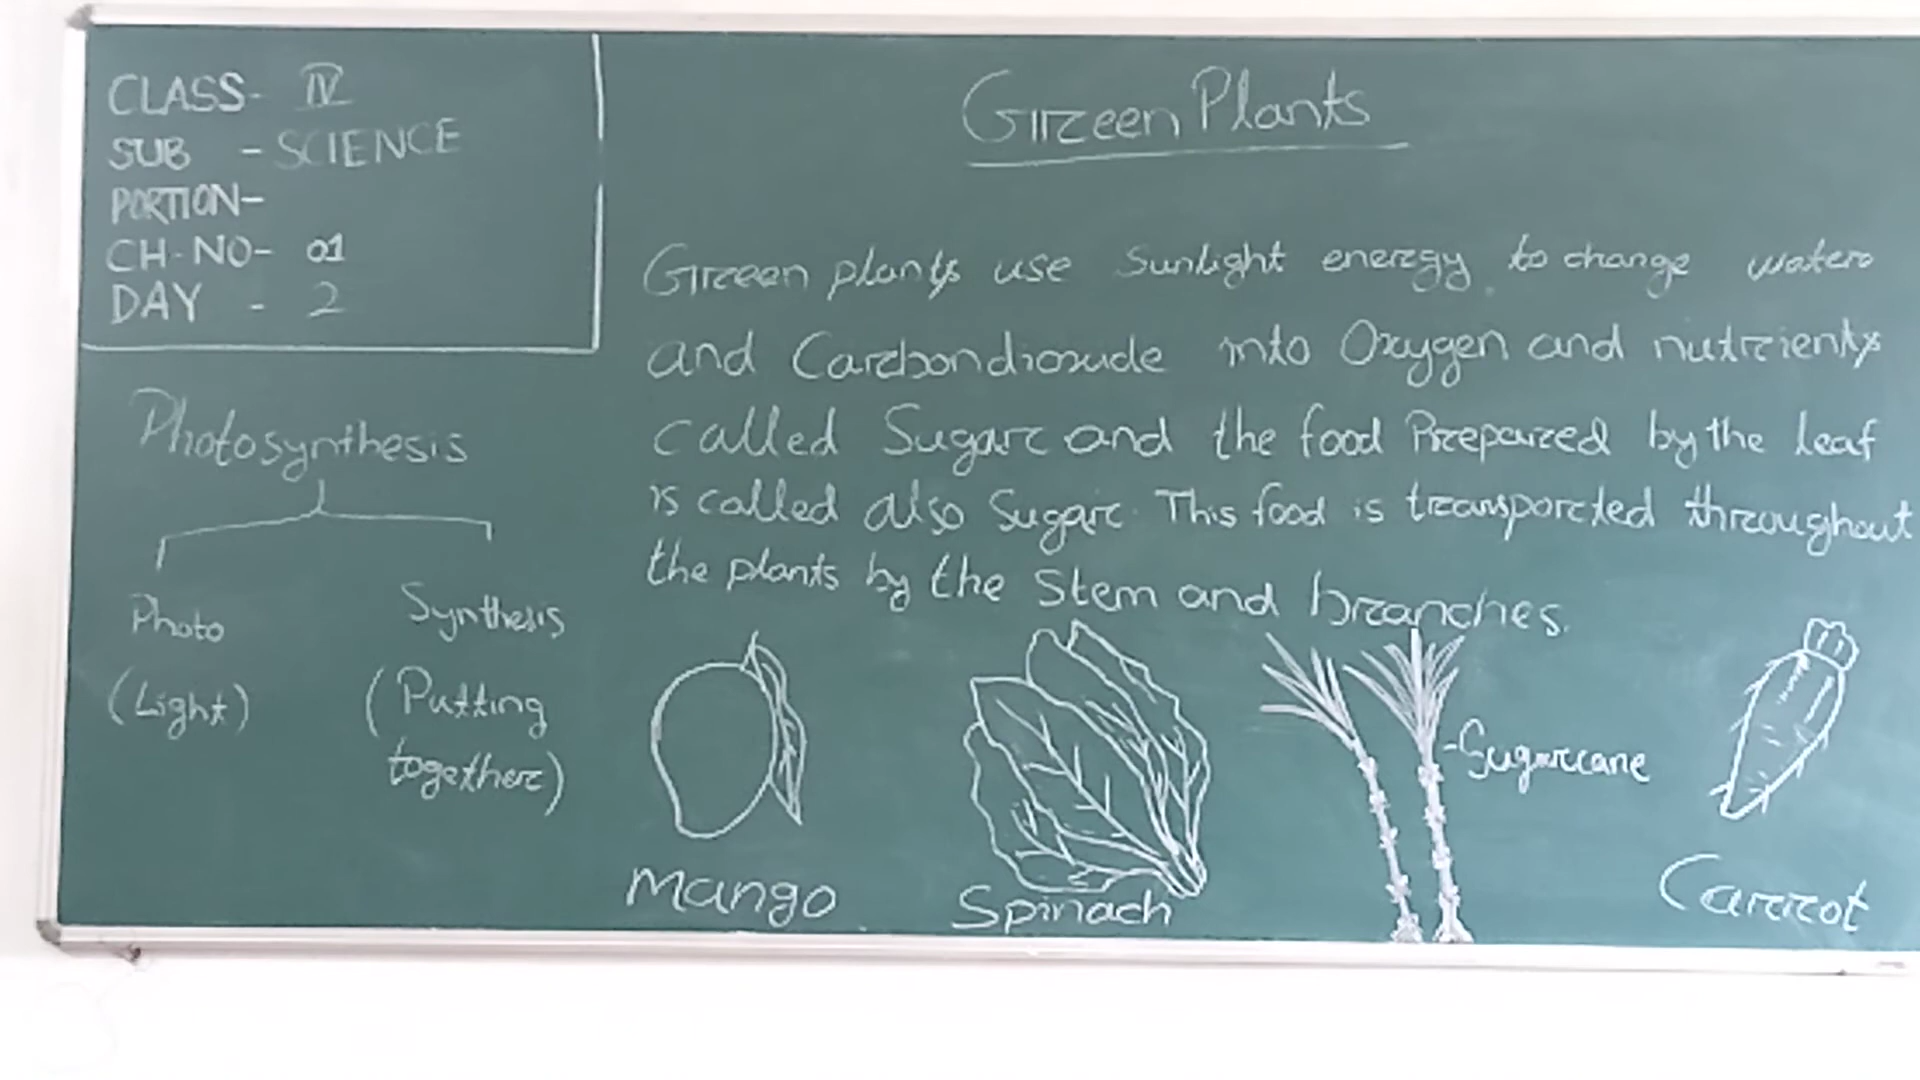 CLASS- IV
SUB - SCIENCE
PORTION-
CH-NO- 01
DAY - 2
Photosynthesis
Photo
Synthesis
(Light)
(Putting
together)
Green Plants
Green plants use Sunlight energy to change water
and Carbondioxide into Oxygen and nutrients
called Sugar and the food Prepared by the leaf
is called also Sugar. This food is transported throughout
the plants by the Stem and branches.
Mango
Spinach
-Sugarcane
Carrot